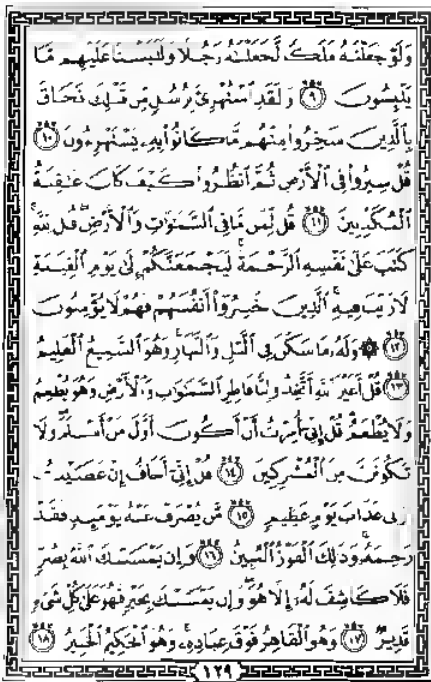 وَلَوْ جَعَلْنَٰهُ مَلَكًا لَّجَعَلْنَٰهُ رَجُلًا وَلَلَبَسْنَا عَلَيْهِم مَّا
يَلْبِسُونَ ۝٩ وَلَقَدِ ٱسْتُهْزِئَ بِرُسُلٍ مِّن قَبْلِكَ فَحَاقَ
بِٱلَّذِينَ سَخِرُوا۟ مِنْهُم مَّا كَانُوا۟ بِهِۦ يَسْتَهْزِءُونَ ۝١٠
قُلْ سِيرُوا۟ فِى ٱلْأَرْضِ ثُمَّ ٱنظُرُوا۟ كَيْفَ كَانَ عَٰقِبَةُ
ٱلْمُكَذِّبِينَ ۝١١ قُل لِّمَن مَّا فِى ٱلسَّمَٰوَٰتِ وَٱلْأَرْضِ ۖ قُل لِّلَّهِ ۚ
كَتَبَ عَلَىٰ نَفْسِهِ ٱلرَّحْمَةَ ۚ لَيَجْمَعَنَّكُمْ إِلَىٰ يَوْمِ ٱلْقِيَٰمَةِ
لَا رَيْبَ فِيهِ ۚ ٱلَّذِينَ خَسِرُوٓا۟ أَنفُسَهُمْ فَهُمْ لَا يُؤْمِنُونَ
۝١٢ ۞ وَلَهُۥ مَا سَكَنَ فِى ٱلَّيْلِ وَٱلنَّهَارِ ۚ وَهُوَ ٱلسَّمِيعُ ٱلْعَلِيمُ
۝١٣ قُلْ أَغَيْرَ ٱللَّهِ أَتَّخِذُ وَلِيًّا فَاطِرِ ٱلسَّمَٰوَٰتِ وَٱلْأَرْضِ وَهُوَ يُطْعِمُ
وَلَا يُطْعَمُ ۗ قُلْ إِنِّىٓ أُمِرْتُ أَنْ أَكُونَ أَوَّلَ مَنْ أَسْلَمَ ۖ وَلَا
تَكُونَنَّ مِنَ ٱلْمُشْرِكِينَ ۝١٤ قُلْ إِنِّىٓ أَخَافُ إِنْ عَصَيْتُ
رَبِّى عَذَابَ يَوْمٍ عَظِيمٍ ۝١٥ مَّن يُصْرَفْ عَنْهُ يَوْمَئِذٍ فَقَدْ
رَحِمَهُۥ ۚ وَذَٰلِكَ ٱلْفَوْزُ ٱلْمُبِينُ ۝١٦ وَإِن يَمْسَسْكَ ٱللَّهُ بِضُرٍّ
فَلَا كَاشِفَ لَهُۥٓ إِلَّا هُوَ ۖ وَإِن يَمْسَسْكَ بِخَيْرٍ فَهُوَ عَلَىٰ كُلِّ شَىْءٍ
قَدِيرٌ ۝١٧ وَهُوَ ٱلْقَاهِرُ فَوْقَ عِبَادِهِۦ ۚ وَهُوَ ٱلْحَكِيمُ ٱلْخَبِيرُ ۝١٨
١٢٩